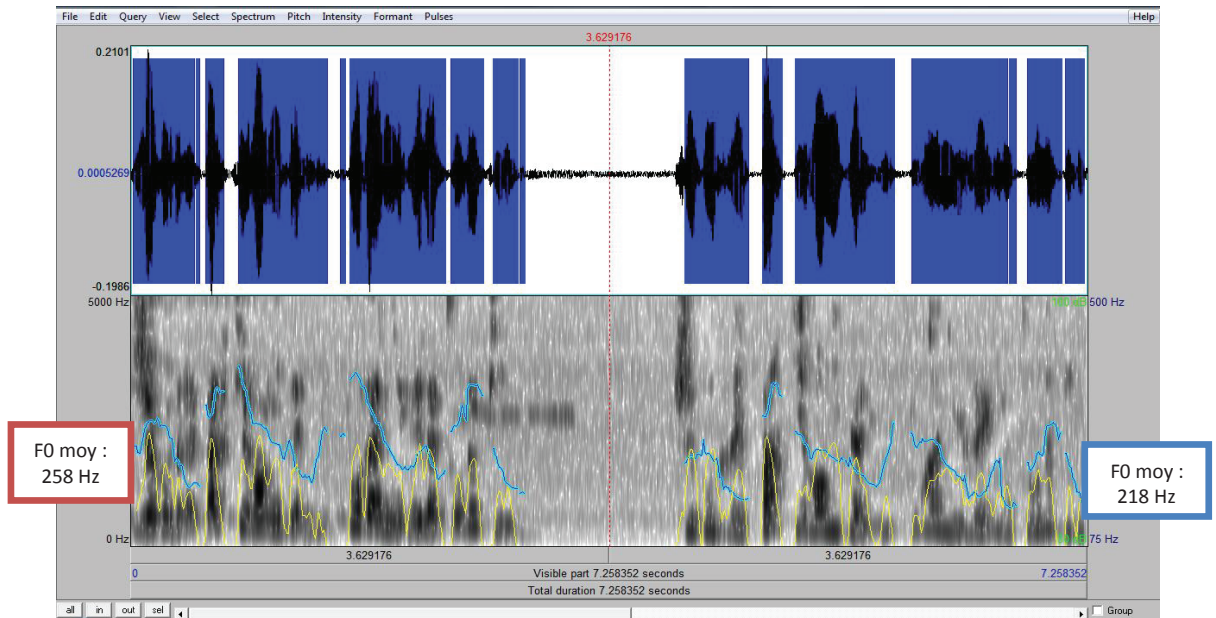 File Edit Query View Select Spectrum Pitch Intensity Formant Pulses Help
3.629176
0.2101
0.0005269
-0.1986
5000 Hz
500 Hz
F0 moy :
258 Hz
F0 moy :
218 Hz
0 Hz
75 Hz
3.629176 3.629176
0 Visible part 7.258352 seconds 7.258352
Total duration 7.258352 seconds
all in out sel Group